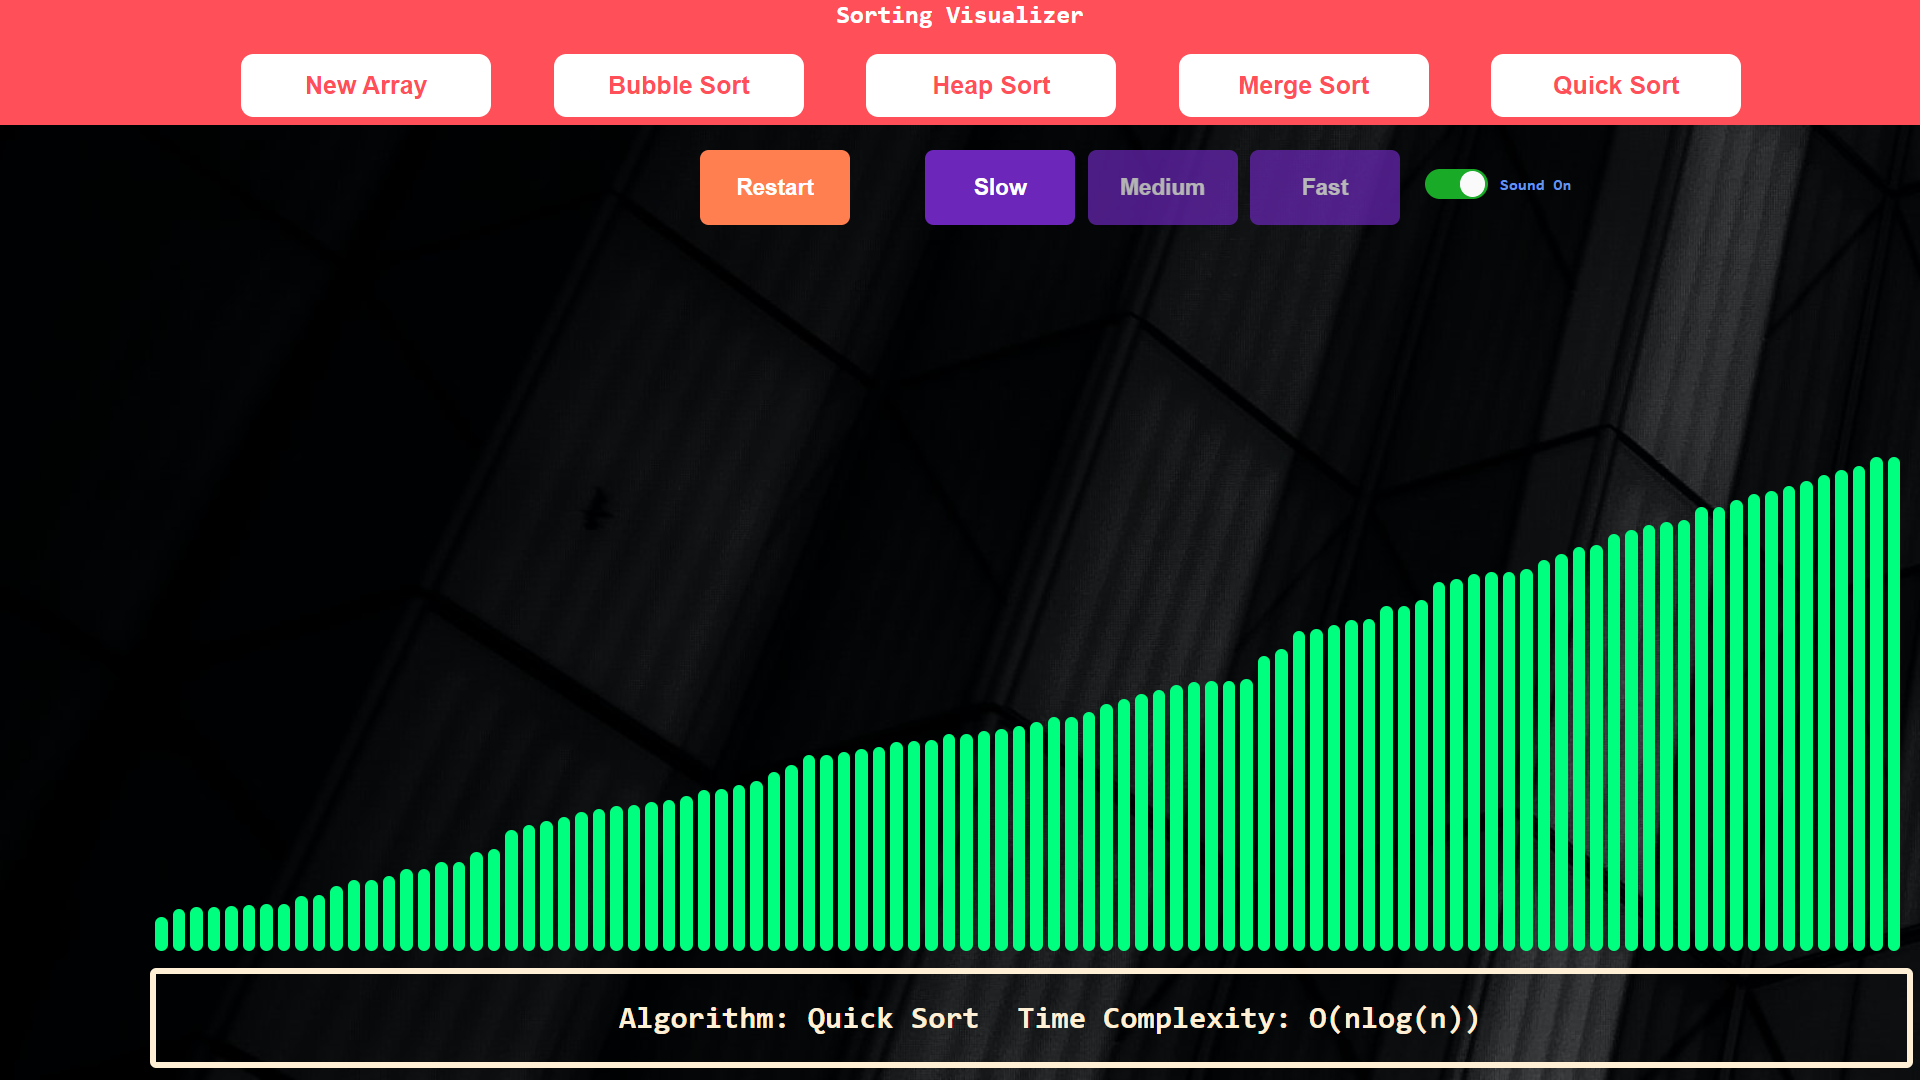 Sorting Visualizer
New Array Bubble Sort Heap Sort Merge Sort Quick Sort
Restart Slow Medium Fast Sound On
Algorithm: Quick Sort Time Complexity: O(nlog(n))